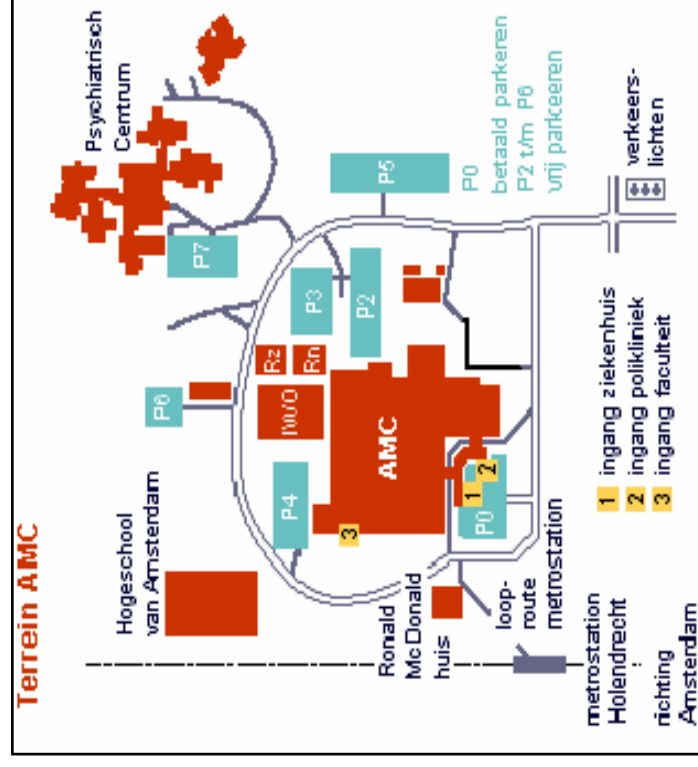 Terrein AMC
Hogeschool
van Amsterdam
P6
Psychiatrisch
Centrum
P7
P4
IWO
Rz
Rn
P3
P2
P5
3
AMC
P0
1
2
Ronald
McDonald
huis
loop-
route
metrostation
P0
betaald parkeren
P2 t/m P6
vrij parkeeren
metrostation
Holendrecht
richting
Amsterdam
1 ingang ziekenhuis
2 ingang polikliniek
3 ingang faculteit
verkeers-
lichten